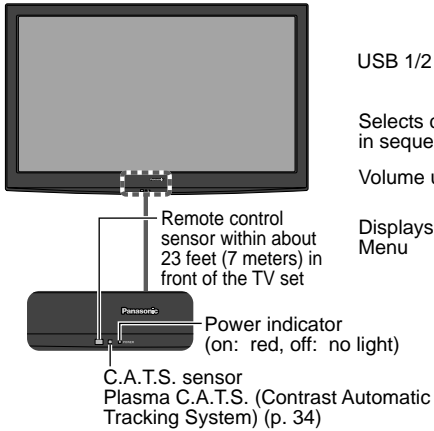 USB 1/2
Selects
in seque
Volume
Displays
Menu
Remote control
sensor within about
23 feet (7 meters) in
front of the TV set
Panasonic
Power indicator
(on:  red, off:  no light)
C.A.T.S. sensor
Plasma C.A.T.S. (Contrast Automatic
Tracking System) (p. 34)